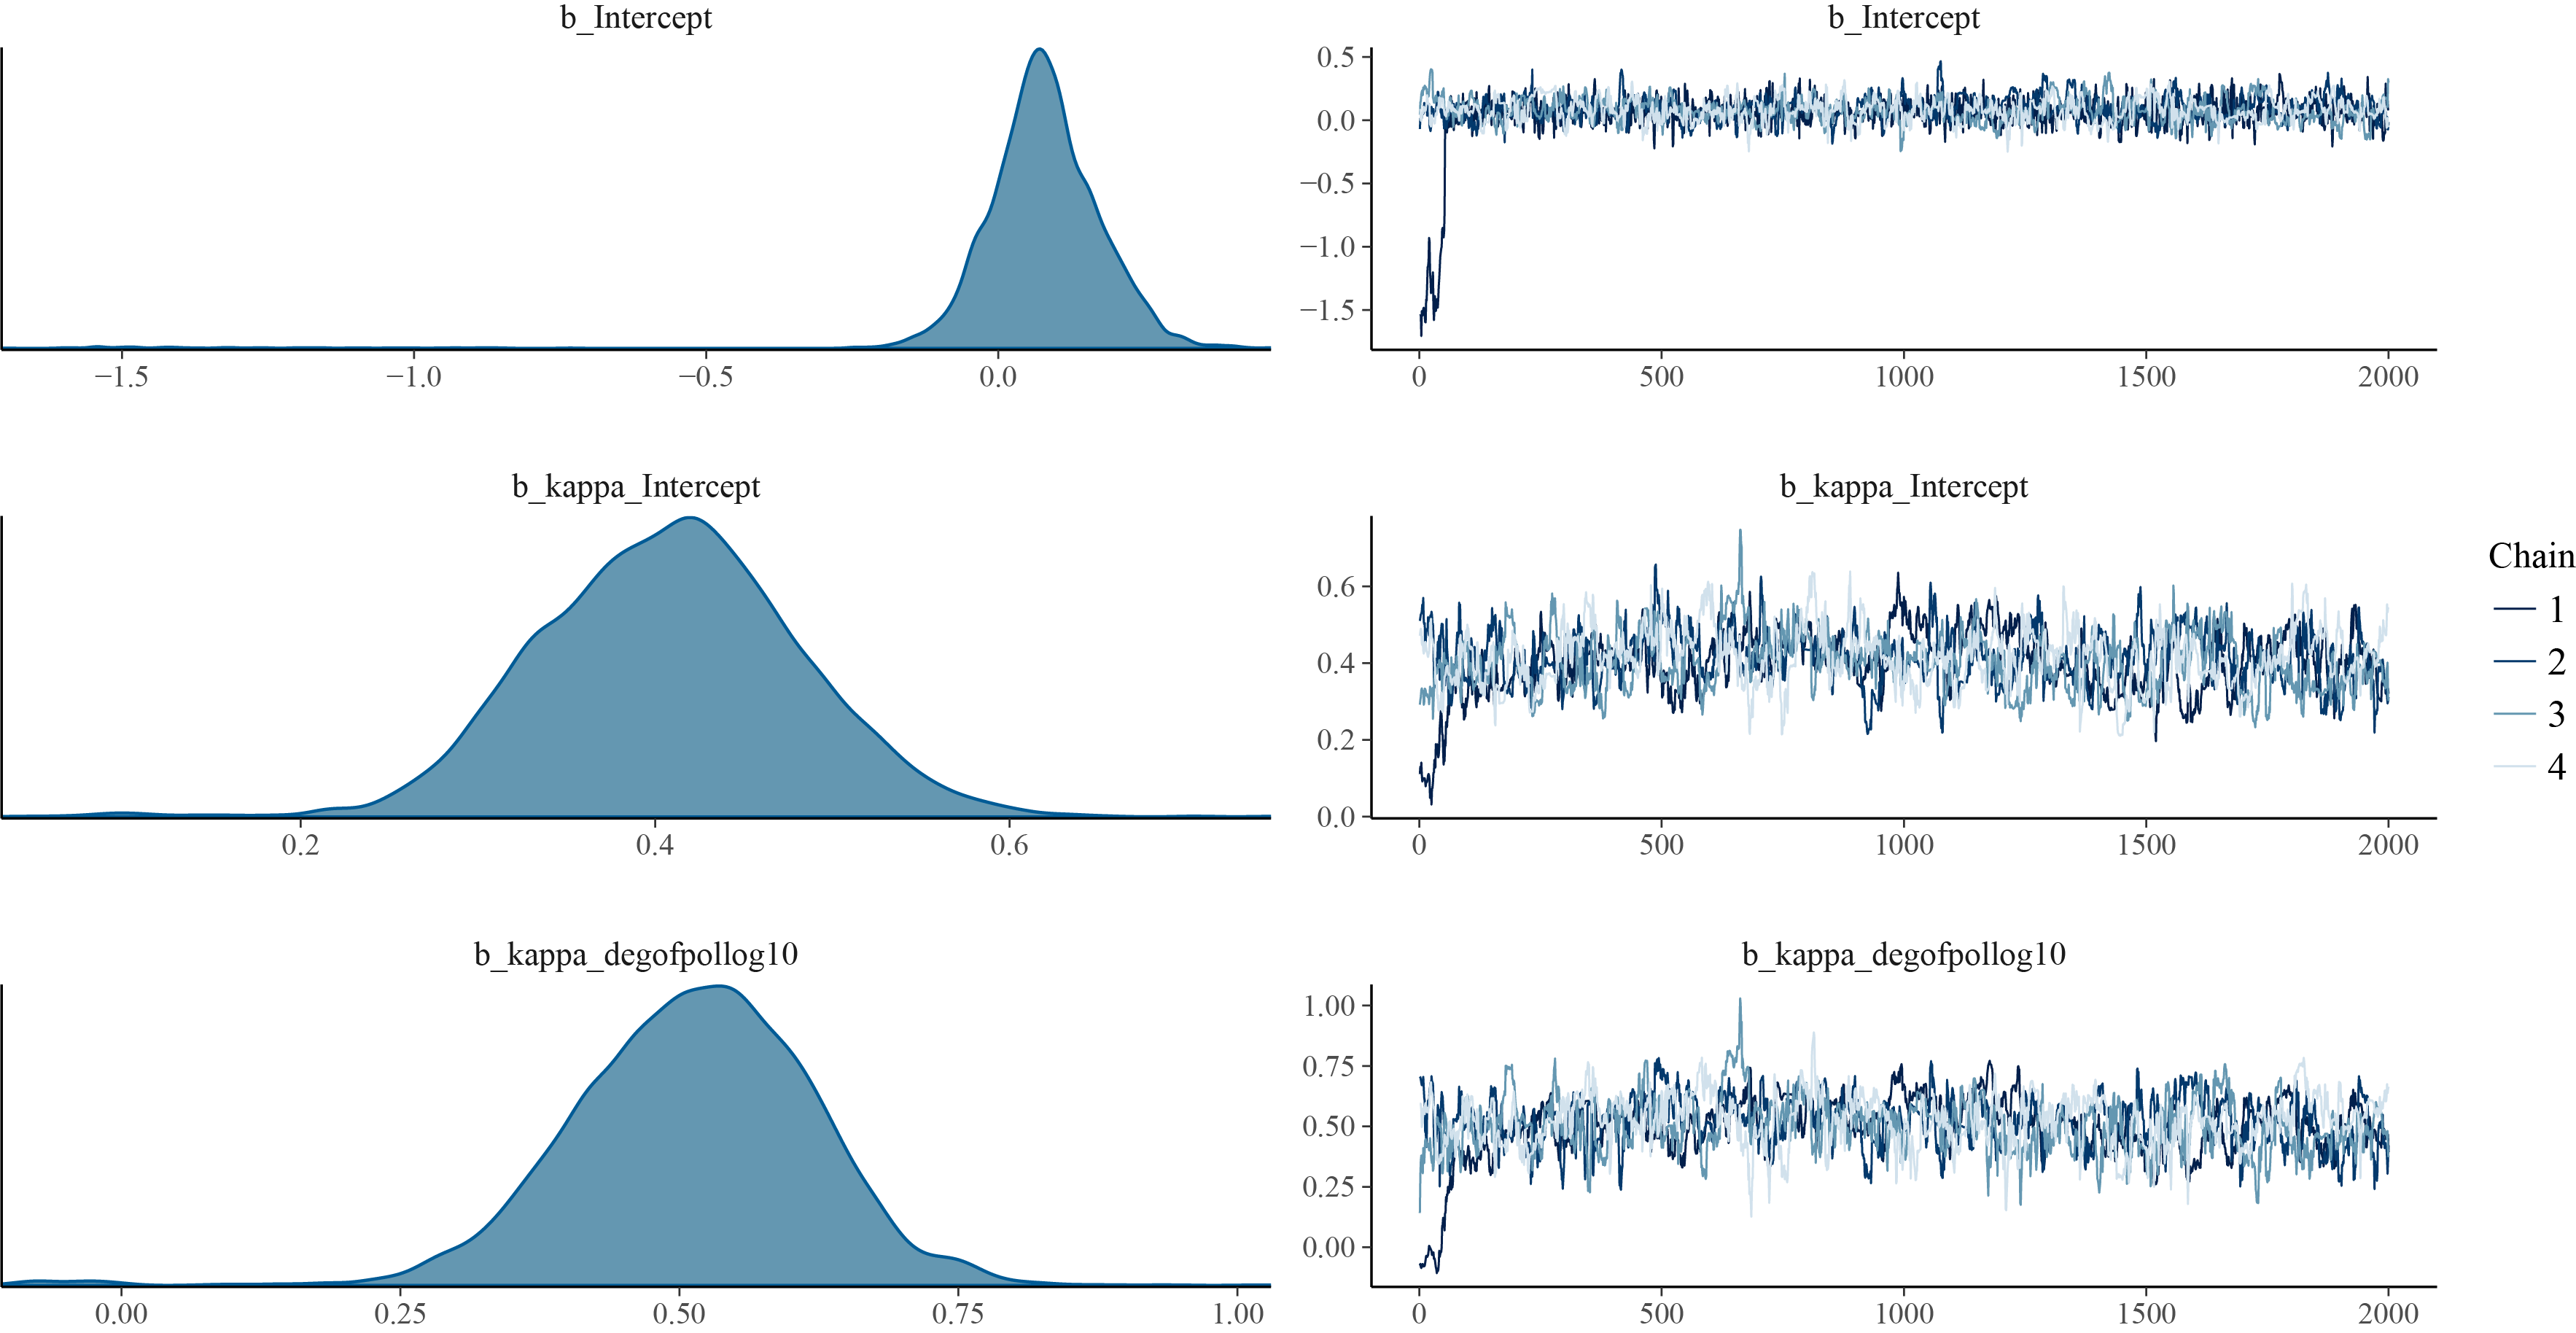 b_Intercept
−1.5 −1.0 −0.5 0.0
b_Intercept
0.5
0.0
−0.5
−1.0
−1.5
0 500 1000 1500 2000
b_kappa_Intercept
0.2 0.4 0.6
b_kappa_Intercept
0.6
0.4
0.2
0.0
0 500 1000 1500 2000
b_kappa_degofpollog10
0.00 0.25 0.50 0.75 1.00
b_kappa_degofpollog10
1.00
0.75
0.50
0.25
0.00
0 500 1000 1500 2000
Chain
1
2
3
4